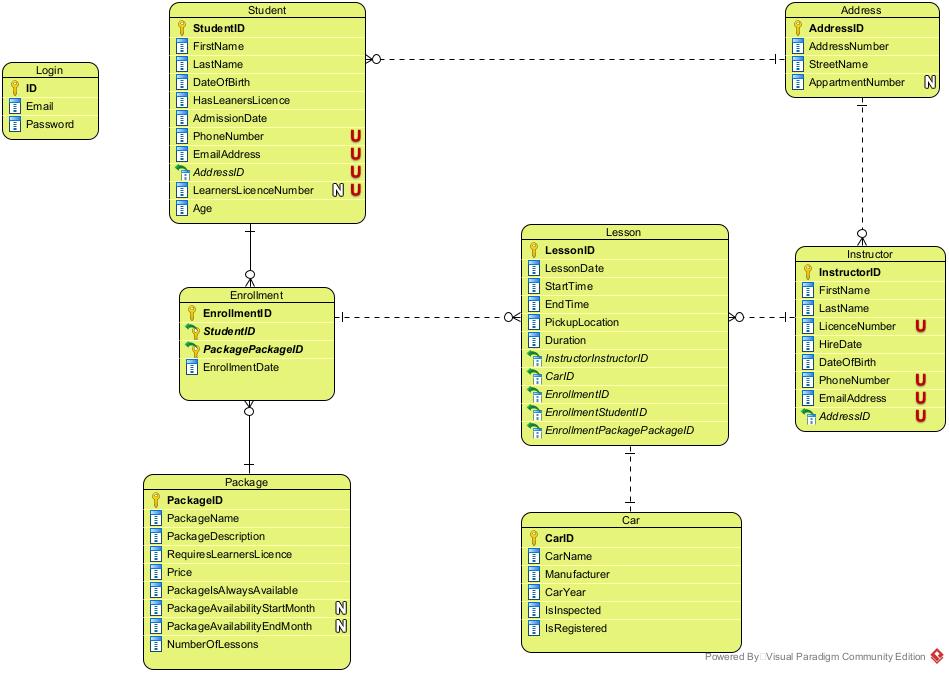 Login
ID
Email
Password
Student
StudentID
FirstName
LastName
DateOfBirth
HasLeanersLicence
AdmissionDate
PhoneNumber U
EmailAddress U
AddressID U
LearnersLicenceNumber N U
Age
Address
AddressID
AddressNumber
StreetName
AppartmentNumber N
Enrollment
EnrollmentID
StudentID
PackagePackageID
EnrollmentDate
Lesson
LessonID
LessonDate
StartTime
EndTime
PickupLocation
Duration
InstructorInstructorID
CarID
EnrollmentID
EnrollmentStudentID
EnrollmentPackagePackageID
Instructor
InstructorID
FirstName
LastName
LicenceNumber U
HireDate
DateOfBirth
PhoneNumber U
EmailAddress U
AddressID U
Package
PackageID
PackageName
PackageDescription
RequiresLearnersLicence
Price
PackageIsAlwaysAvailable
PackageAvailabilityStartMonth N
PackageAvailabilityEndMonth N
NumberOfLessons
Car
CarID
CarName
Manufacturer
CarYear
IsInspected
IsRegistered
Powered By Visual Paradigm Community Edition